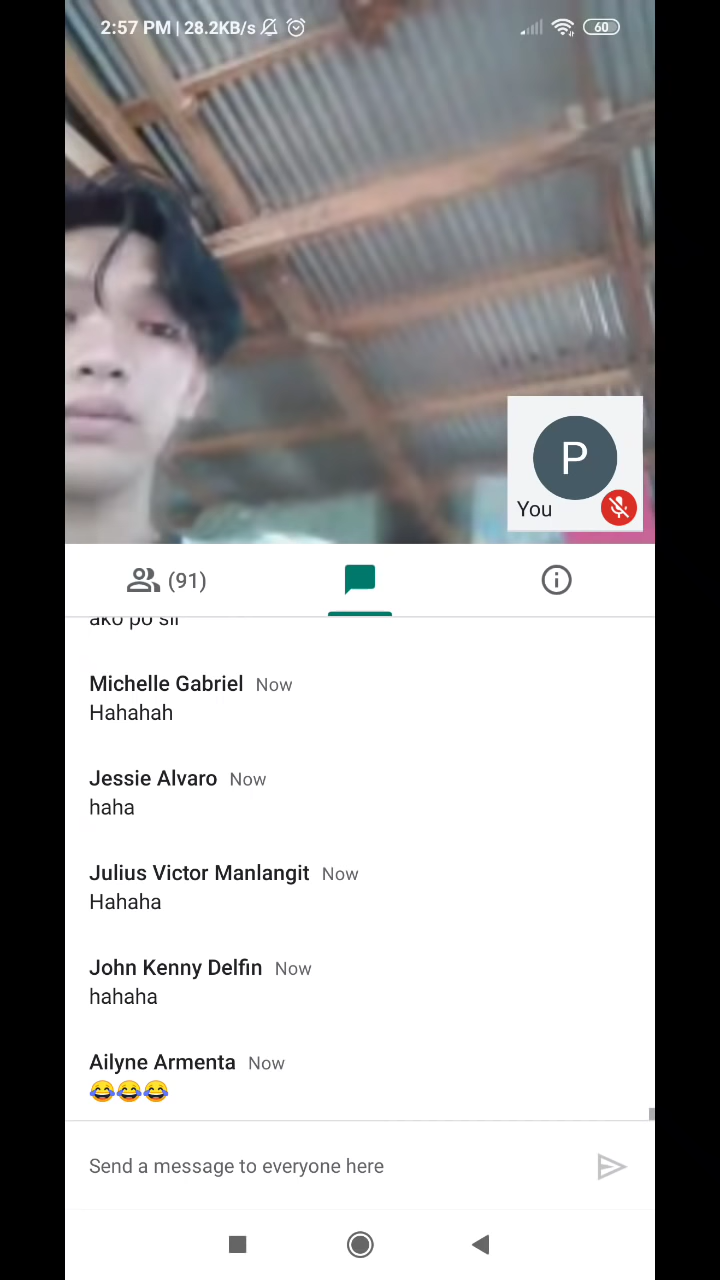 2:57 PM | 28.2KB/s 60
P
You
(91)
ako po sir
Michelle Gabriel Now
Hahahah
Jessie Alvaro Now
haha
Julius Victor Manlangit Now
Hahaha
John Kenny Delfin Now
hahaha
Ailyne Armenta Now
😂😂😂
Send a message to everyone here